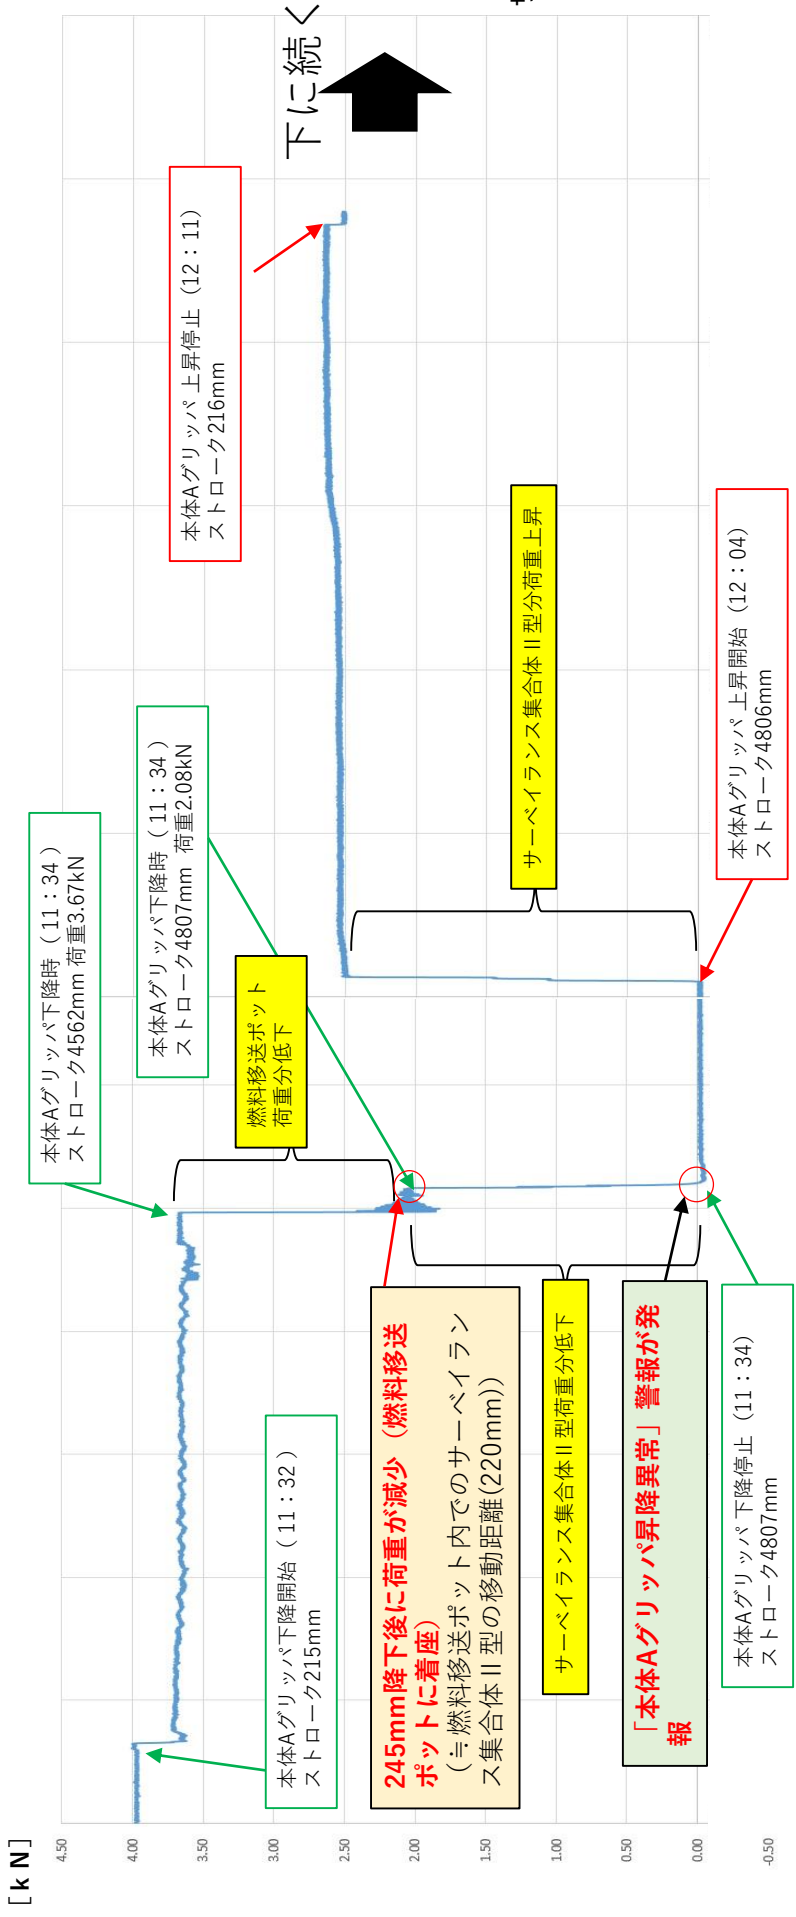 [kN]
4.50
4.00
3.50
3.00
2.50
2.00
1.50
1.00
0.50
0.00
-0.50
本体Aグリッパ下降開始（11：32）
ストローク215mm
本体Aグリッパ下降時（11：34）
ストローク4562mm 荷重3.67kN
本体Aグリッパ下降時（11：34）
ストローク4807mm 荷重2.08kN
燃料移送ポット
荷重分低下
245mm降下後に荷重が減少（燃料移送
ポットに着座）
（≒燃料移送ポット内でのサーベイラン
ス集合体Ⅱ型の移動距離(220mm))
サーベイランス集合体Ⅱ型荷重分低下
「本体Aグリッパ昇降異常」警報が発
報
本体Aグリッパ 下降停止（11：34）
ストローク4807mm
本体Aグリッパ 上昇開始（12：04）
ストローク4806mm
サーベイランス集合体Ⅱ型分荷重上昇
本体Aグリッパ 上昇停止（12：11）
ストローク216mm
下に続く